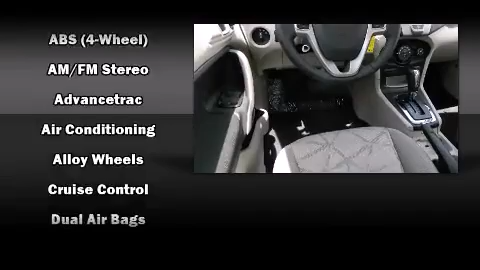 ABS (4-Wheel)
AM/FM Stereo
Advancetrac
Air Conditioning
Alloy Wheels
Cruise Control
Dual Air Bags